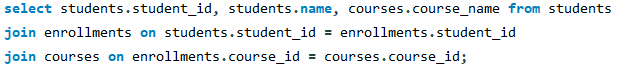 select students.student_id, students.name, courses.course_name from students
join enrollments on students.student_id = enrollments.student_id
join courses on enrollments.course_id = courses.course_id;